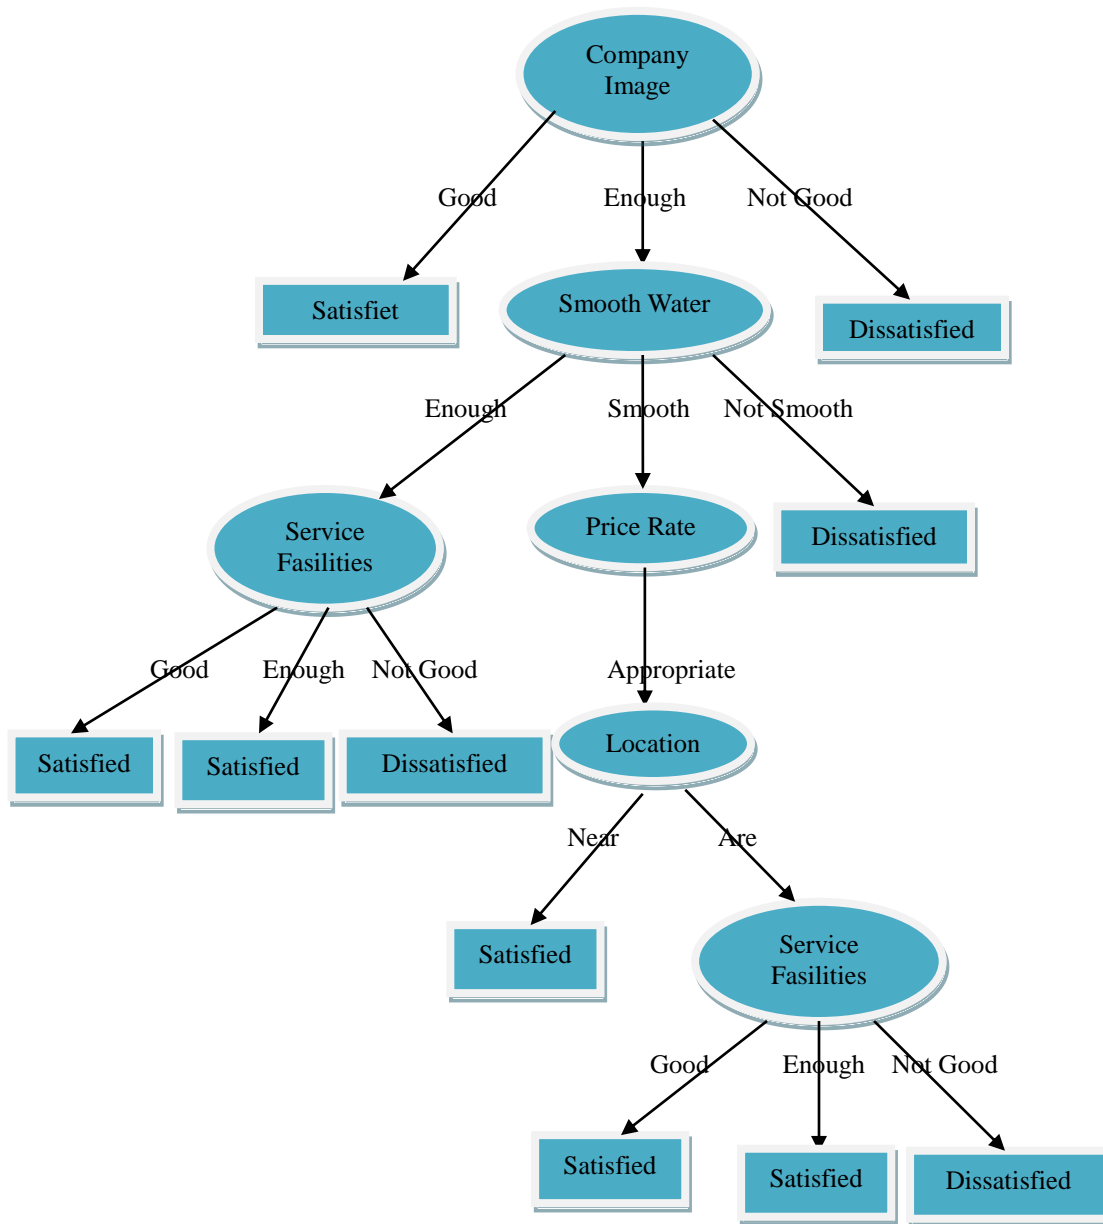 Company
Image
Good
Enough
Not Good
Satisfiet
Smooth Water
Dissatisfied
Enough
Smooth
Not Smooth
Service
Fasilities
Price Rate
Dissatisfied
Good
Enough
Not Good
Appropriate
Satisfied
Satisfied
Dissatisfied
Location
Near
Are
Satisfied
Service
Fasilities
Good
Enough
Not Good
Satisfied
Satisfied
Dissatisfied